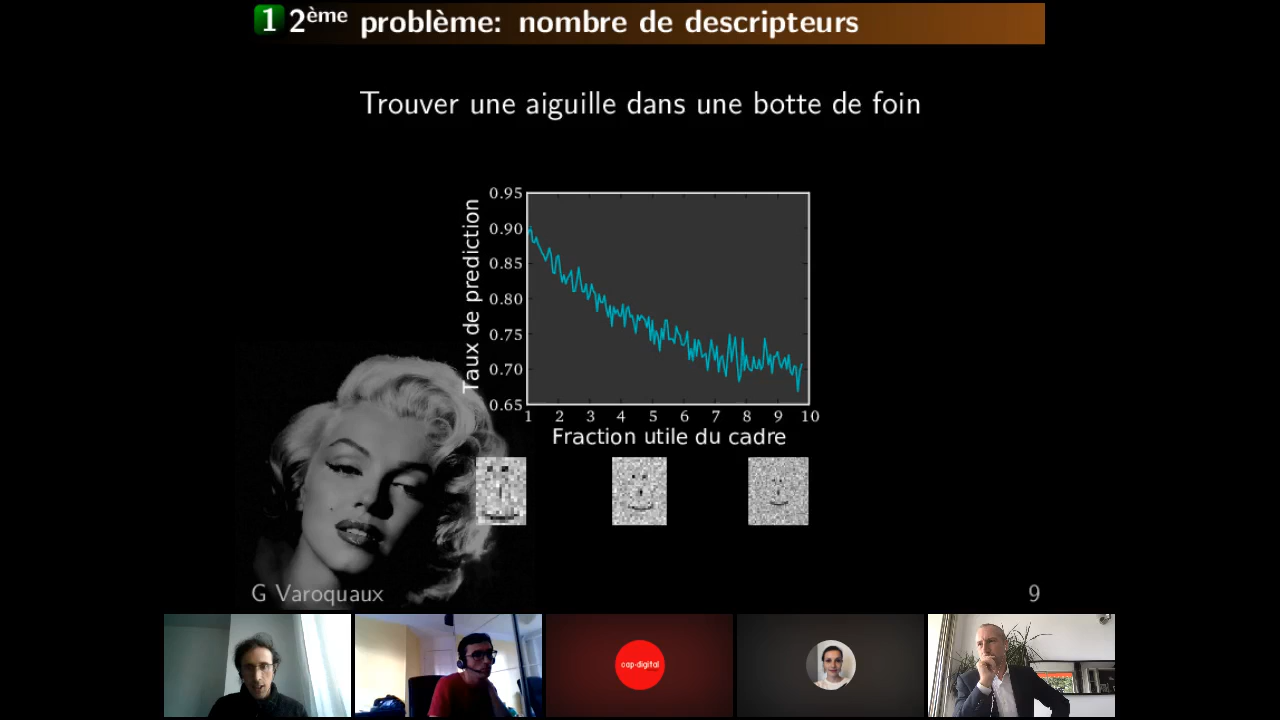 1 2ème problème: nombre de descripteurs
Trouver une aiguille dans une botte de foin
Taux de prediction
0.95
0.90
0.85
0.80
0.75
0.70
0.65
1 2 3 4 5 6 7 8 9 10
Fraction utile du cadre
G Varoquaux
9
cap-digital